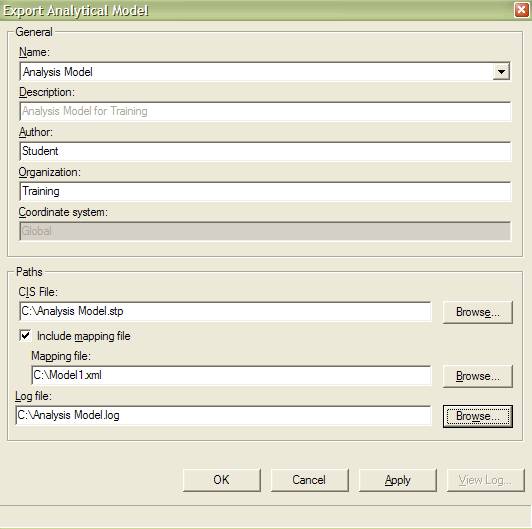 Export Analytical Model
General
Name:
Analysis Model
Description:
Analysis Model for Training
Author:
Student
Organization:
Training
Coordinate system:
Global
Paths
CIS File:
C:\Analysis Model.stp Browse...
Include mapping file
Mapping file:
C:\Model1.xml Browse...
Log file:
C:\Analysis Model.log Browse...
OK Cancel Apply View Log...